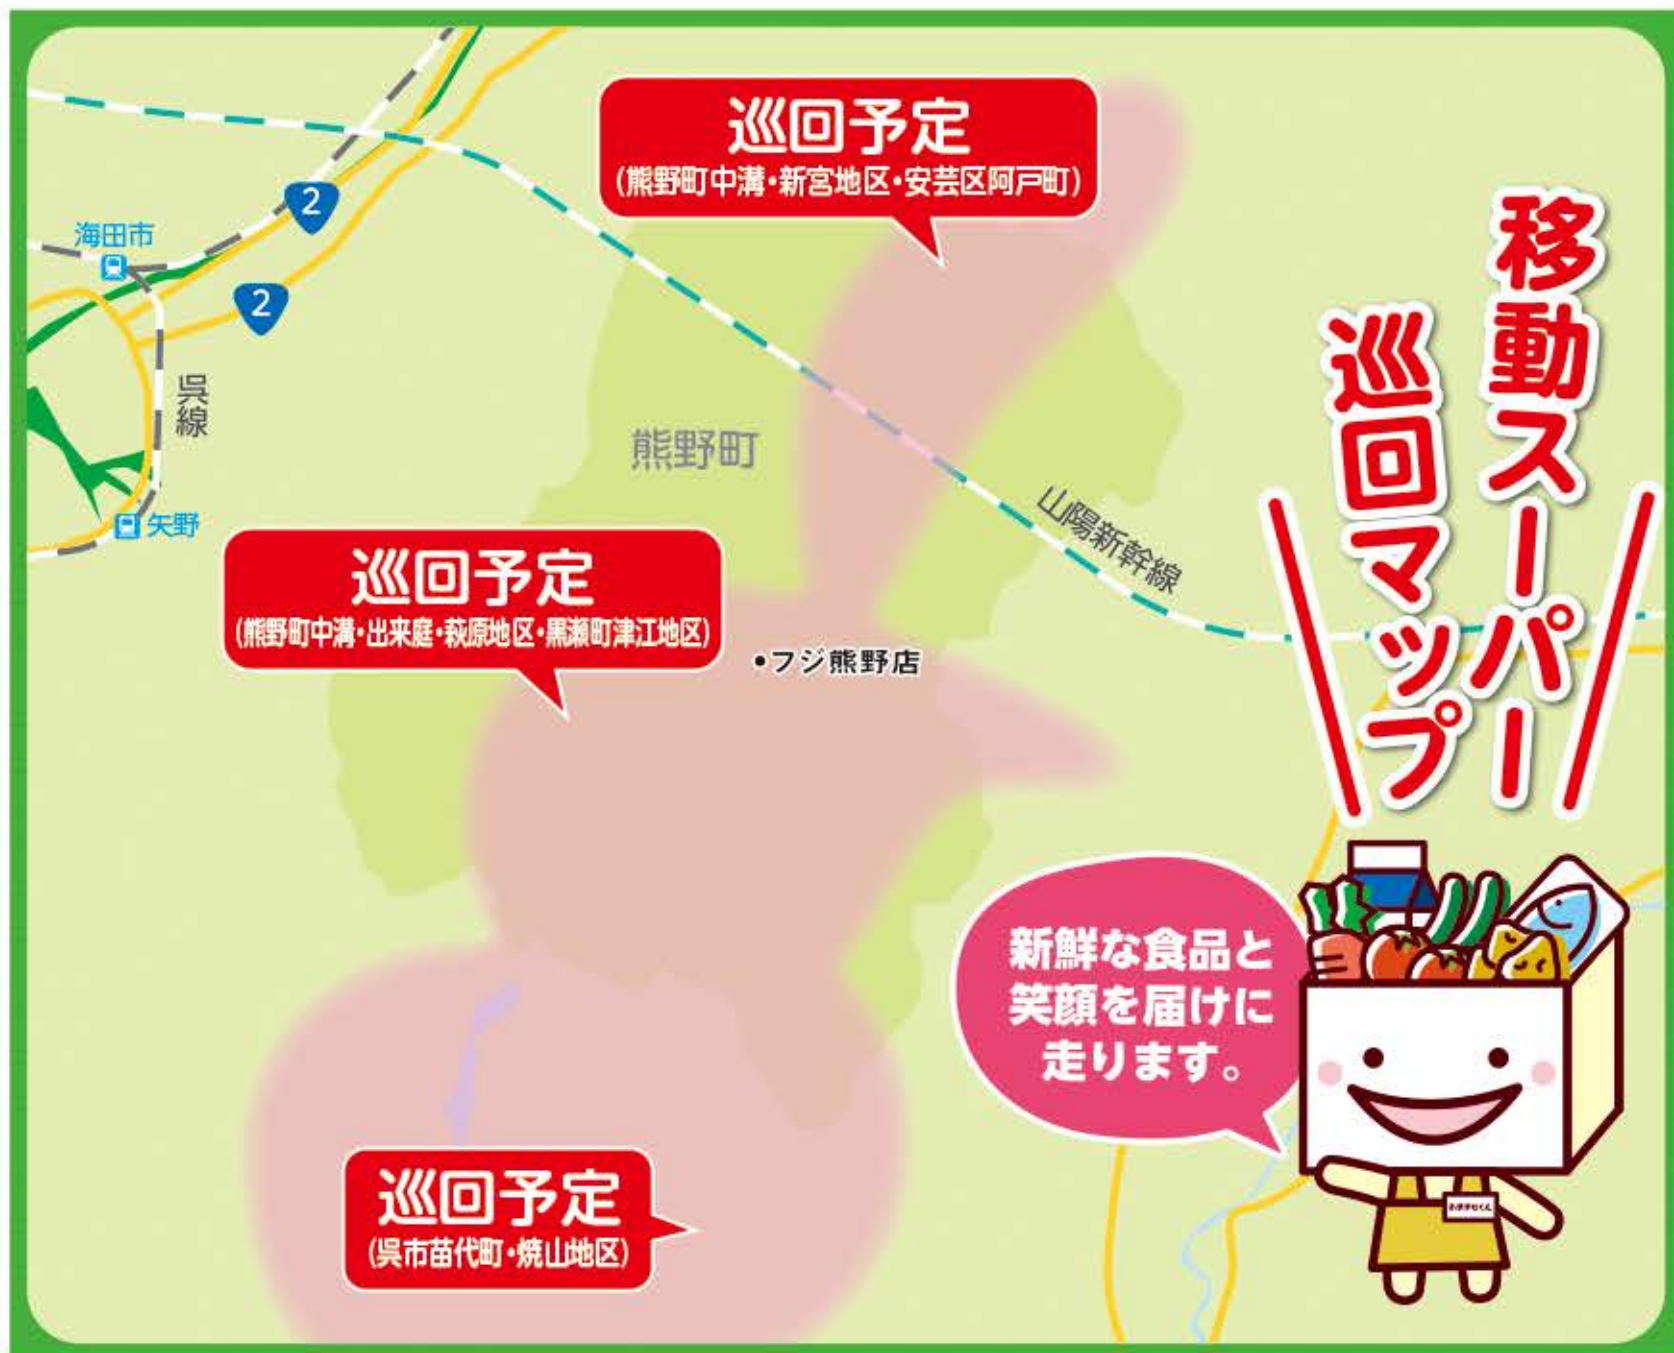 移動スーパー
巡回マップ
巡回予定
(熊野町中溝・新宮地区・安芸区阿戸町)
2
海田市
2
呉線
熊野町
山陽新幹線
矢野
巡回予定
(熊野町中溝・出来庭・萩原地区・黒瀬町津江地区)
•フジ熊野店
新鮮な食品と
笑顔を届けに
走ります。
巡回予定
(呉市苗代町・焼山地区)